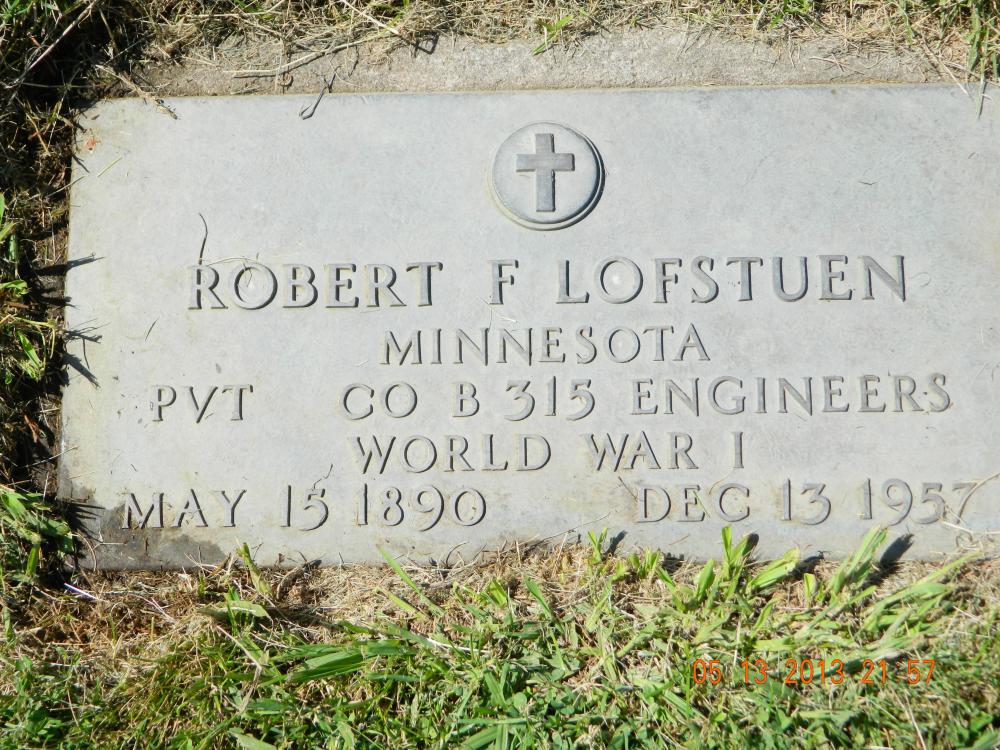 ROBERT F LOFSTUEN
MINNESOTA
PVT CO B 315 ENGINEERS
WORLD WAR I
MAY 15 1890 DEC 13 1957
05 13 2013 21 57